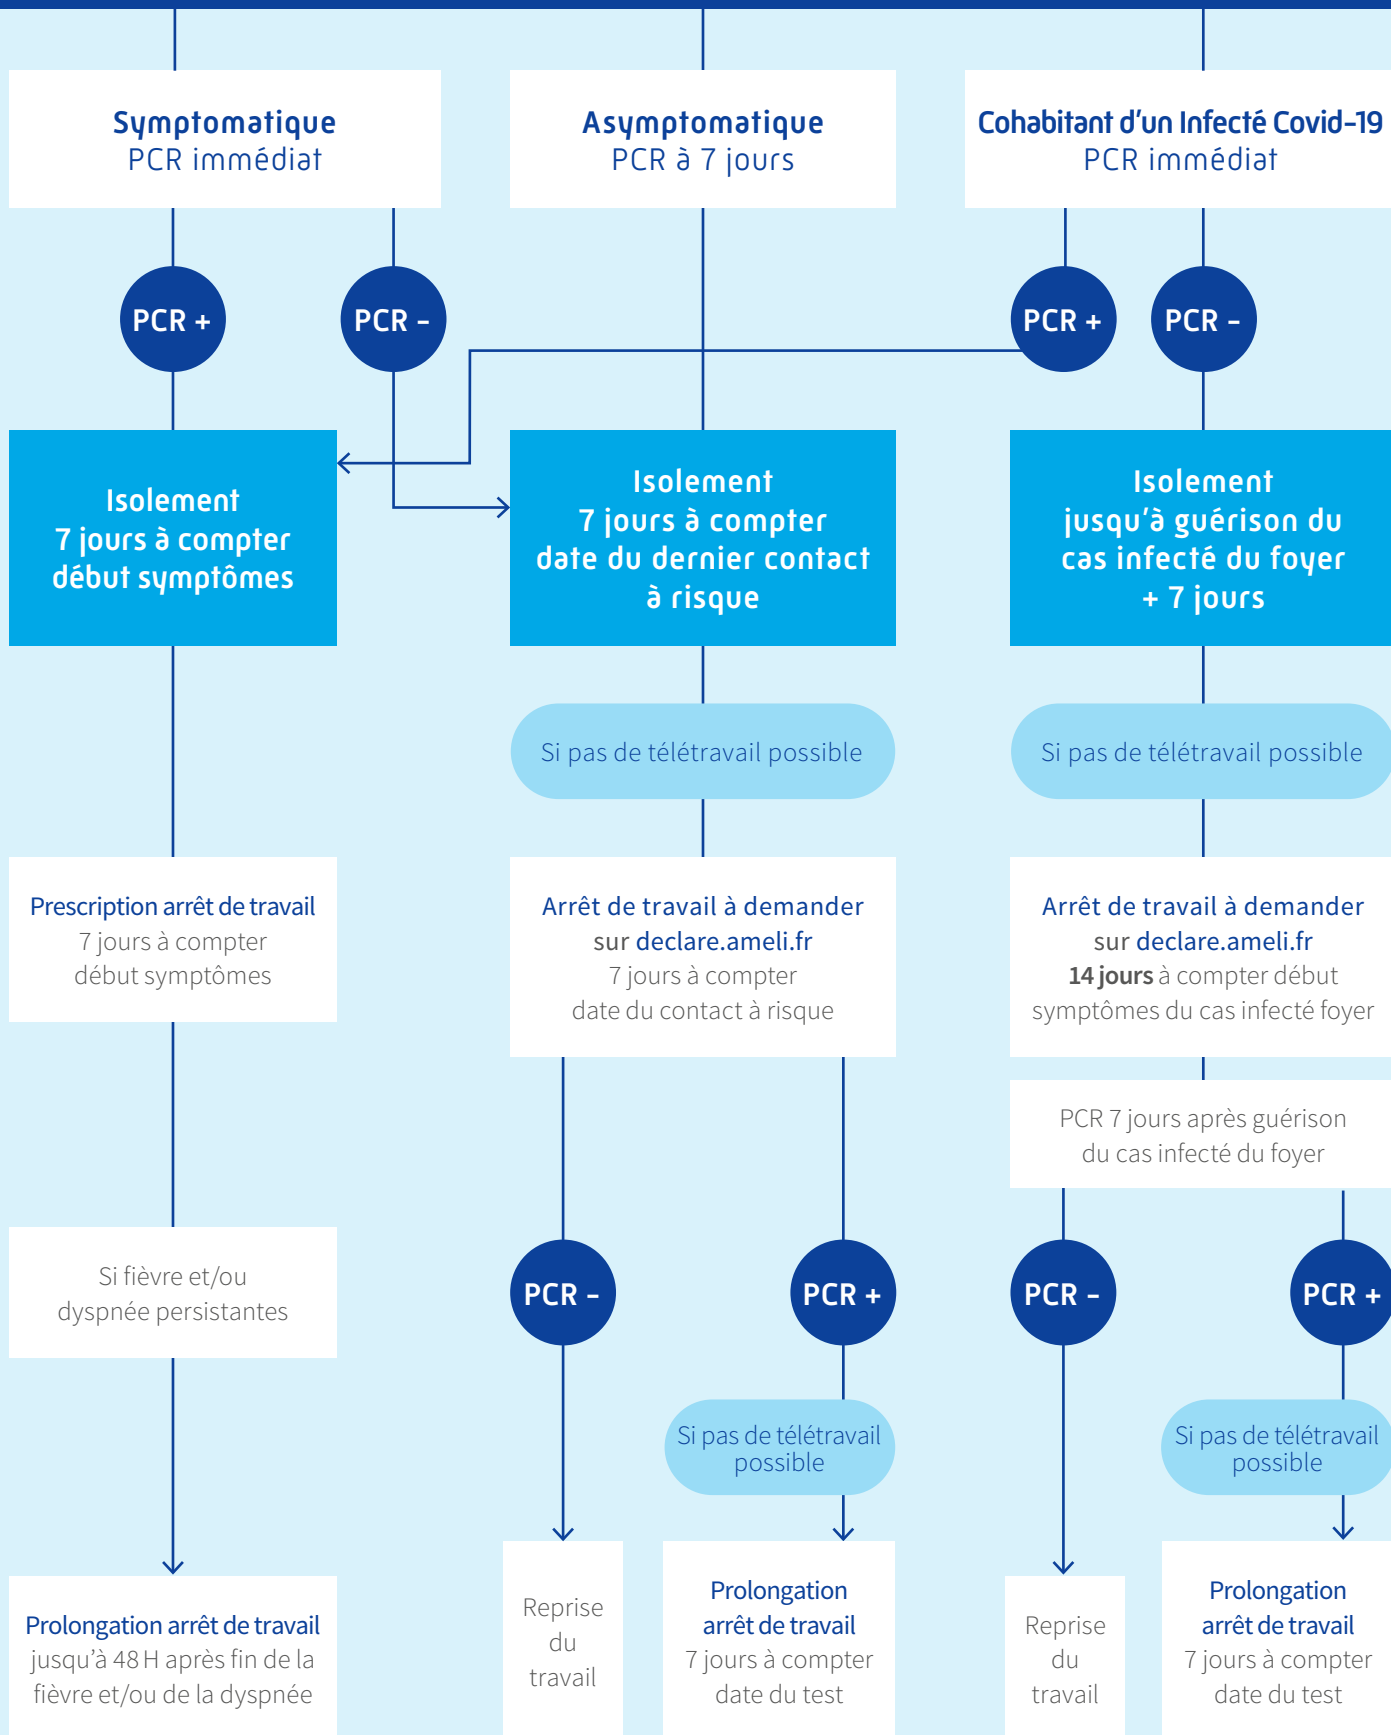 Symptomatique
PCR immédiat
Asymptomatique
PCR à 7 jours
Cohabitant d'un Infecté Covid-19
PCR immédiat
PCR +
PCR -
PCR +
PCR -
Isolement
7 jours à compter
début symptômes
Isolement
7 jours à compter
date du dernier contact
à risque
Isolement
jusqu'à guérison du
cas infecté du foyer
+ 7 jours
Si pas de télétravail possible
Si pas de télétravail possible
Prescription arrêt de travail
7 jours à compter
début symptômes
Arrêt de travail à demander
sur declare.ameli.fr
7 jours à compter
date du contact à risque
Arrêt de travail à demander
sur declare.ameli.fr
14 jours à compter début
symptômes du cas infecté foyer
PCR 7 jours après guérison
du cas infecté du foyer
Si fièvre et/ou
dyspnée persistantes
PCR -
PCR +
PCR -
PCR +
Si pas de télétravail
possible
Si pas de télétravail
possible
Prolongation arrêt de travail
jusqu'à 48 H après fin de la
fièvre et/ou de la dyspnée
Reprise
du
travail
Prolongation
arrêt de travail
7 jours à compter
date du test
Reprise
du
travail
Prolongation
arrêt de travail
7 jours à compter
date du test